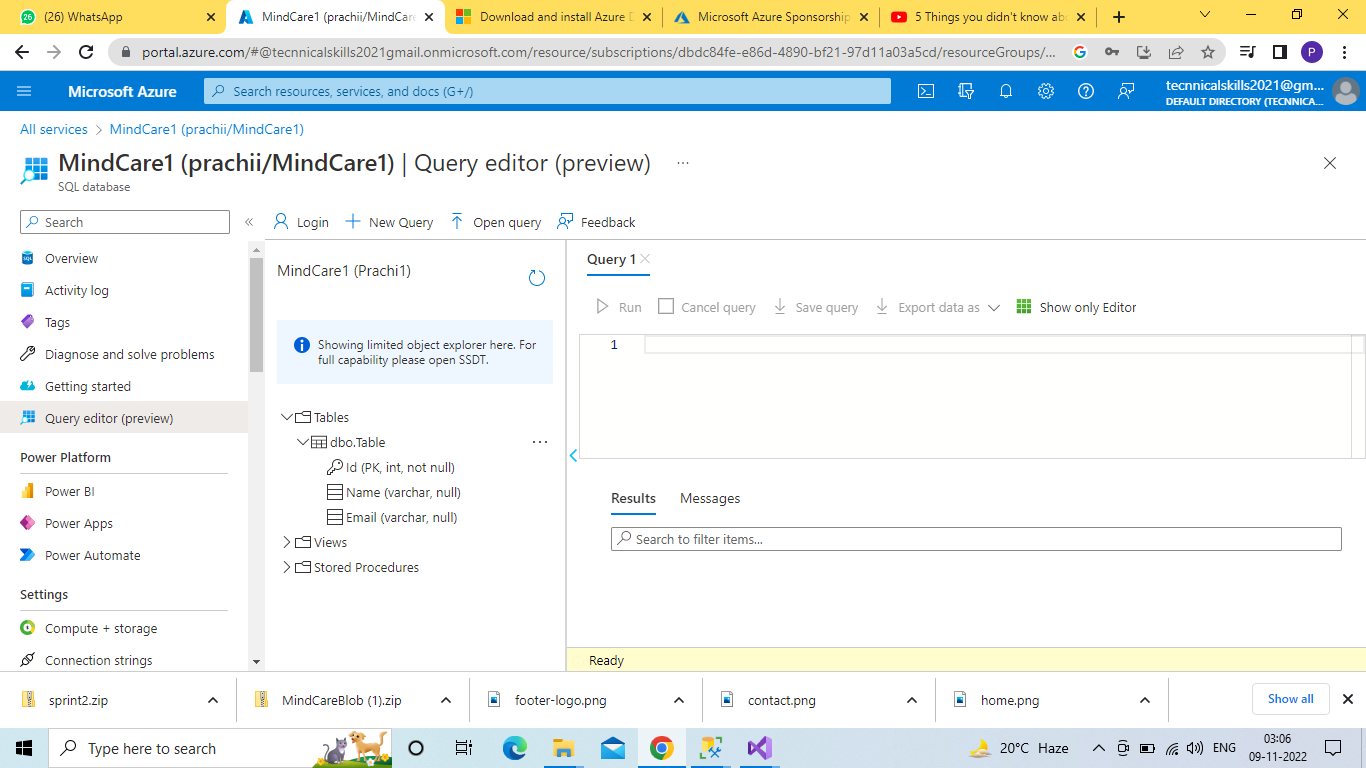 (26) WhatsApp
MindCare1 (prachii/MindCare
Download and install Azure D
Microsoft Azure Sponsorship
5 Things you didn't know abo
portal.azure.com/#@tecnnicalskills2021gmail.onmicrosoft.com/resource/subscriptions/dbdc84fe-e86d-4890-bf21-97d11a03a5cd/resourceGroups/...
P
Microsoft Azure
Search resources, services, and docs (G+/)
tecnnicalskills2021@gm...
DEFAULT DIRECTORY (TECNNICA...
All services > MindCare1 (prachii/MindCare1)
MindCare1 (prachii/MindCare1) | Query editor (preview) ...
SQL database
Search
Login
New Query
Open query
Feedback
Overview
Activity log
Tags
Diagnose and solve problems
Getting started
Query editor (preview)
Power Platform
Power BI
Power Apps
Power Automate
Settings
Compute + storage
Connection strings
MindCare1 (Prachi1)
Showing limited object explorer here. For
full capability please open SSDT.
Tables
dbo.Table
Id (PK, int, not null)
Name (varchar, null)
Email (varchar, null)
Views
Stored Procedures
Query 1
Run
Cancel query
Save query
Export data as
Show only Editor
1
Results
Messages
Search to filter items...
Ready
sprint2.zip
MindCareBlob (1).zip
footer-logo.png
contact.png
home.png
Show all
Type here to search
20°C Haze
ENG
03:06
09-11-2022